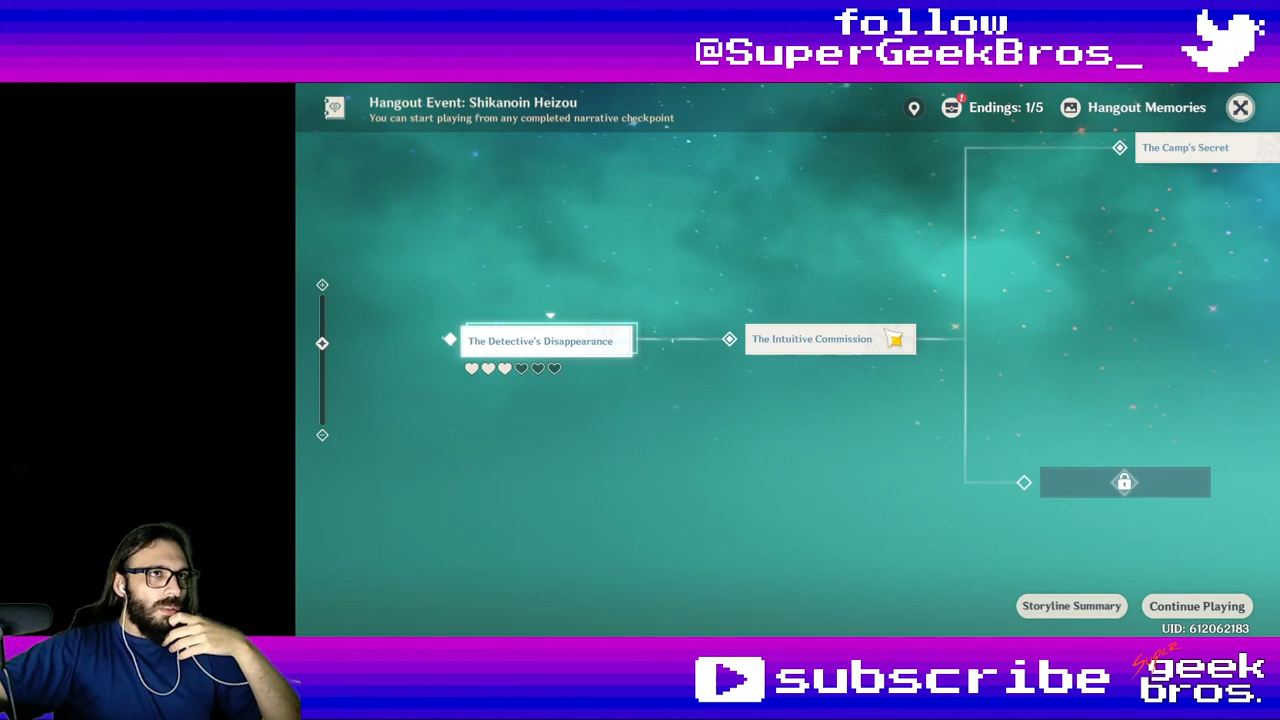 follow
@SuperGeekBros_
Hangout Event: Shikanoin Heizou
You can start playing from any completed narrative checkpoint
Endings: 1/5
Hangout Memories
The Camp's Secret
The Detective's Disappearance
The Intuitive Commission
Storyline Summary
Continue Playing
UID: 612062183
subscribe
SUPER
geek
bros.